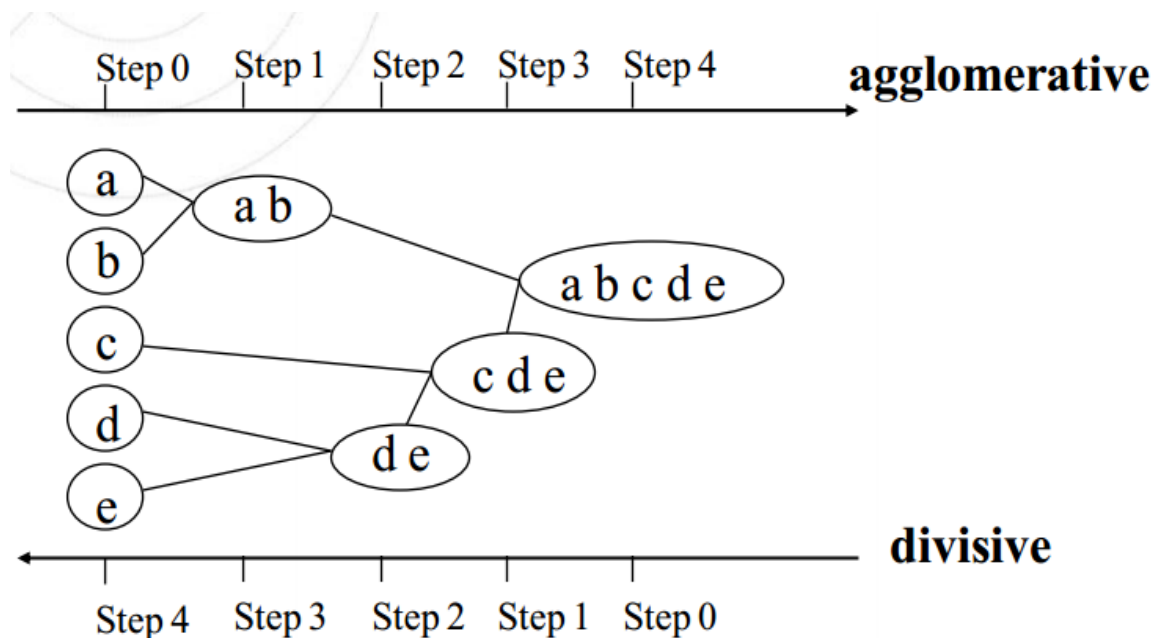 Step 0 Step 1 Step 2 Step 3 Step 4
agglomerative
a
a b
b
a b c d e
c
c d e
d
d e
e
divisive
Step 4 Step 3 Step 2 Step 1 Step 0